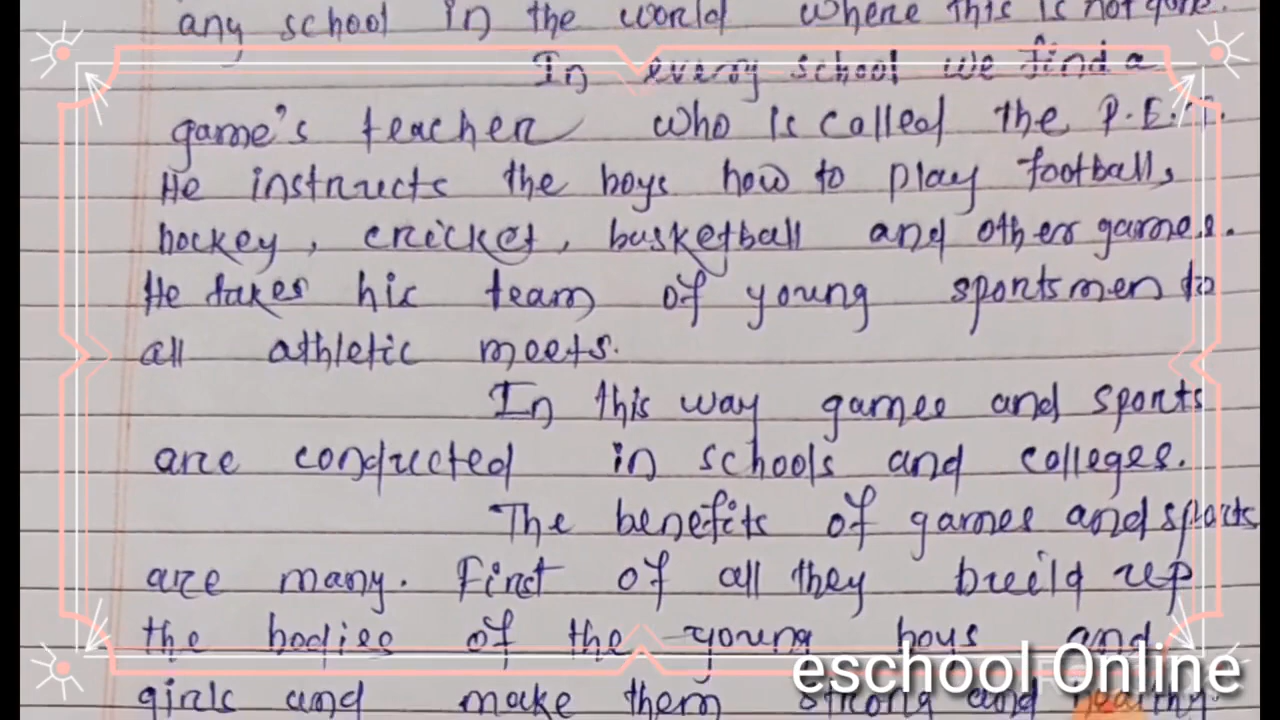 any school in the world where this is not done.
In every school we find a
game's teacher who is called the P.E.T.
He instructs the boys how to play football,
hockey, cricket, basketball and other games.
He takes his team of young sportsmen to
all athletic meets.
In this way games and sports
are conducted in schools and colleges.
The benefits of games and sports
are many. First of all they build up
the bodies of the young boys and
girls and make them strong and
eschool Online